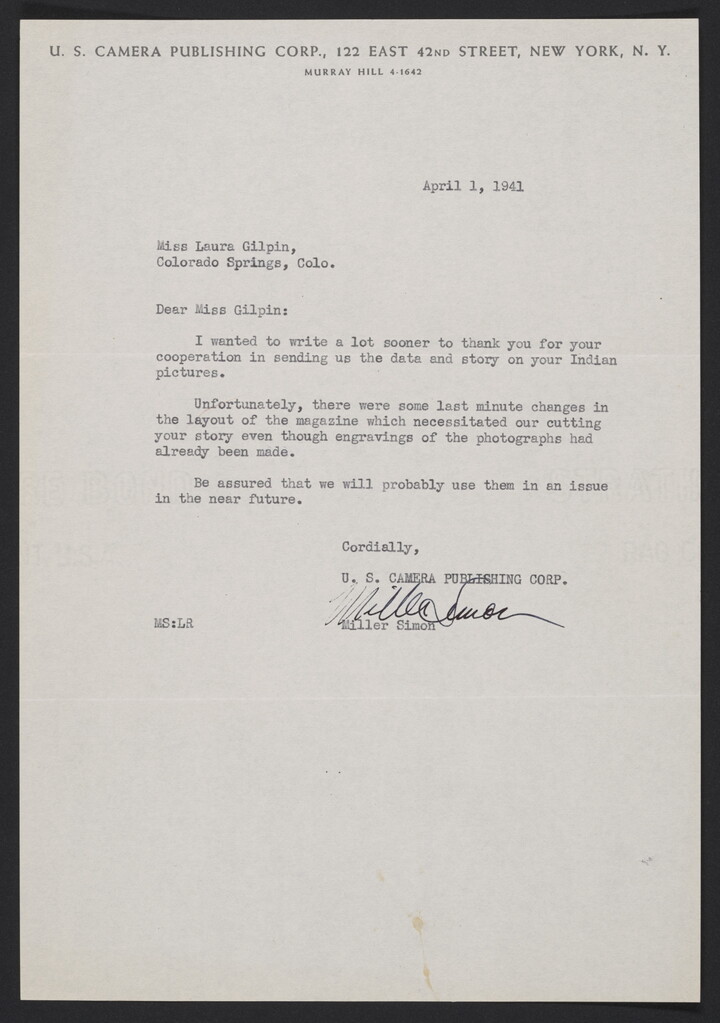 U. S. CAMERA PUBLISHING CORP., 122 EAST 42ND STREET, NEW YORK, N. Y.
MURRAY HILL 4-1642
April 1, 1941
Miss Laura Gilpin,
Colorado Springs, Colo.
Dear Miss Gilpin:
I wanted to write a lot sooner to thank you for your
cooperation in sending us the data and story on your Indian
pictures.
Unfortunately, there were some last minute changes in
the layout of the magazine which necessitated our cutting
your story even though engravings of the photographs had
already been made.
Be assured that we will probably use them in an issue
in the near future.
Cordially,
U. S. CAMERA PUBLISHING CORP.
Miller Simon
Miller Simon
MS:LR